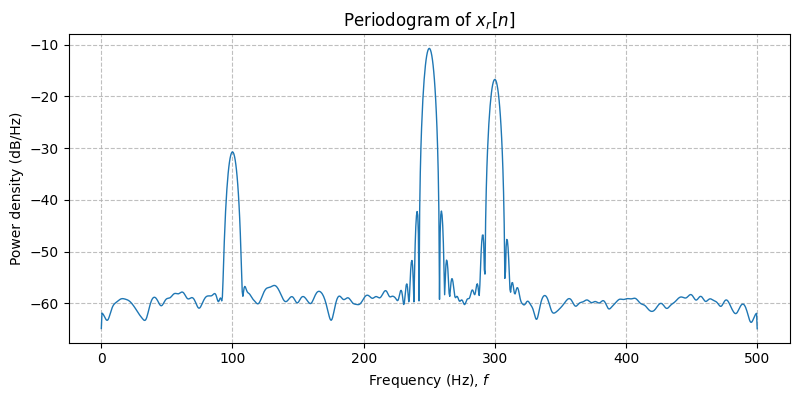 Periodogram of $x_r[n]$
Power density (dB/Hz)
−10
−20
−30
−40
−50
−60
0 100 200 300 400 500
Frequency (Hz), $f$